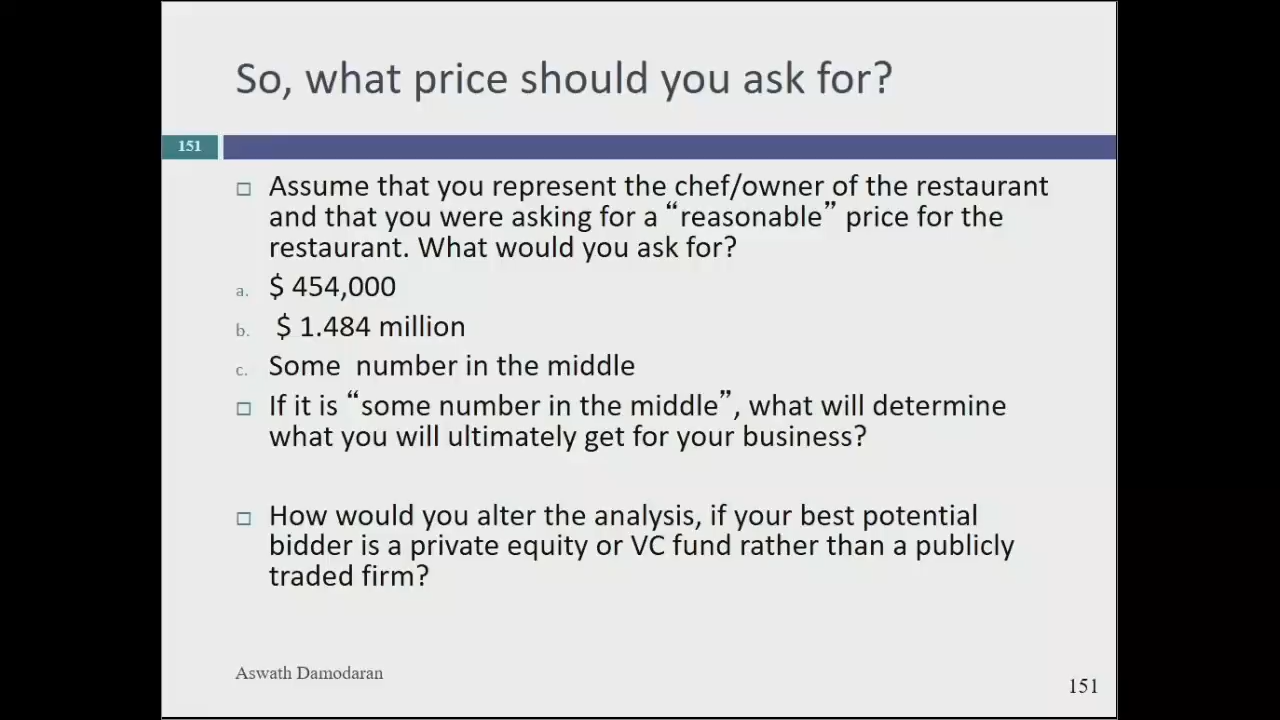 So, what price should you ask for?
151
□ Assume that you represent the chef/owner of the restaurant
and that you were asking for a “reasonable” price for the
restaurant. What would you ask for?
a. $ 454,000
b. $ 1.484 million
c. Some number in the middle
□ If it is “some number in the middle”, what will determine
what you will ultimately get for your business?
□ How would you alter the analysis, if your best potential
bidder is a private equity or VC fund rather than a publicly
traded firm?
Aswath Damodaran
151